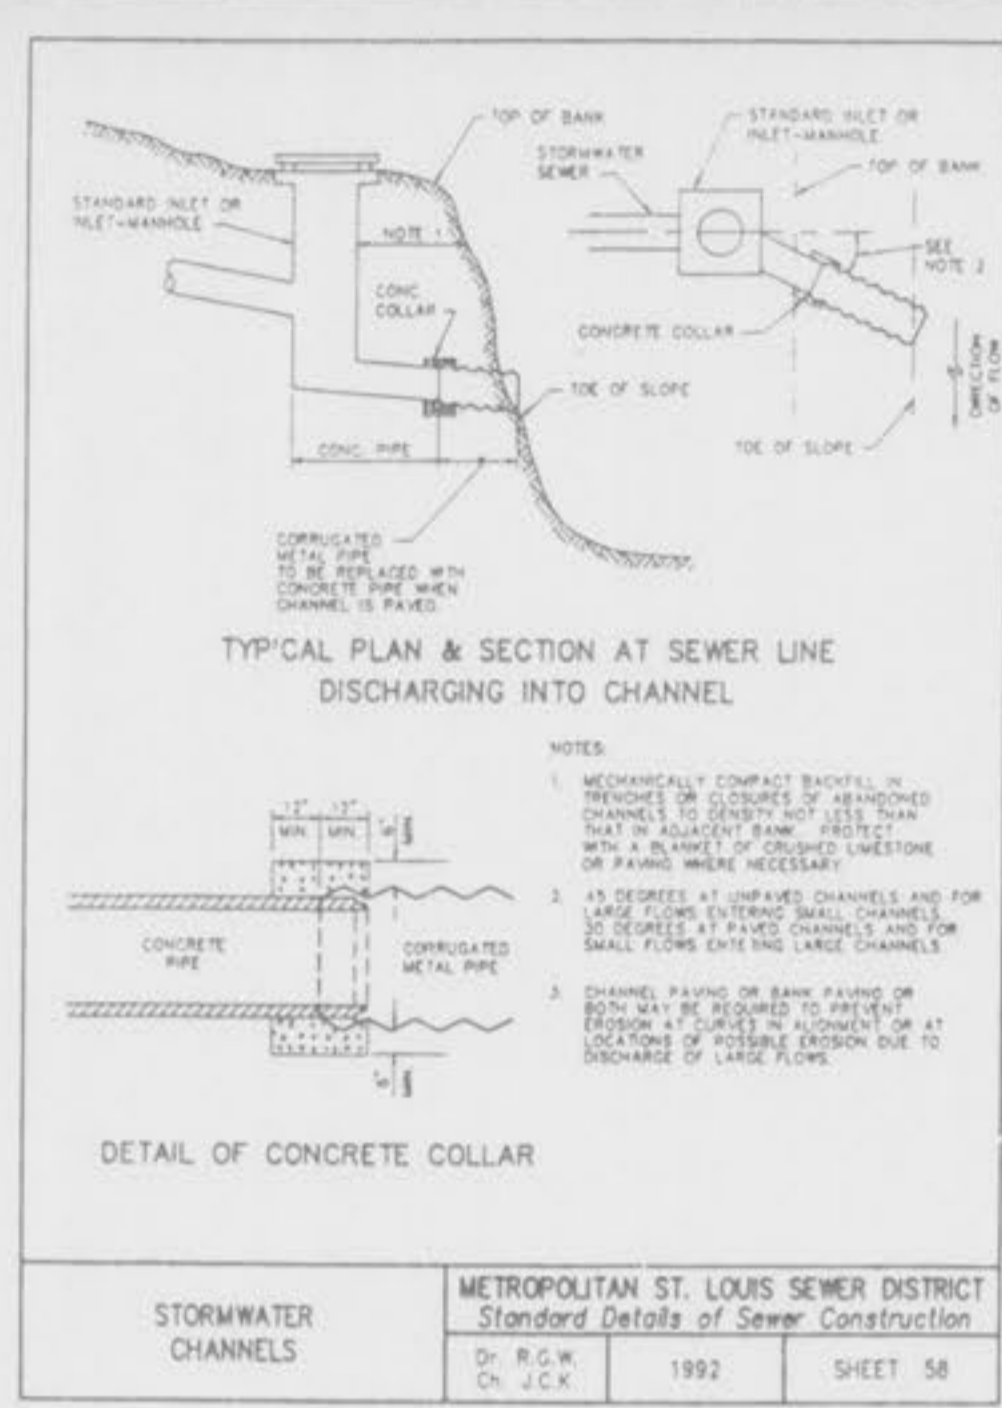 TOP OF BANK
STANDARD INLET OR
INLET-MANHOLE
STORMWATER
SEWER
TOP OF BANK
STANDARD INLET OR
INLET-MANHOLE
NOTE 1
SEE
NOTE 2
CONC.
COLLAR
CONCRETE COLLAR
DIRECTION
OF FLOW
TOE OF SLOPE
TOE OF SLOPE
CONC. PIPE
CORRUGATED
METAL PIPE
TO BE REPLACED WITH
CONCRETE PIPE WHEN
CHANNEL IS PAVED.
TYP'CAL PLAN & SECTION AT SEWER LINE
DISCHARGING INTO CHANNEL
NOTES:
1. MECHANICALLY COMPACT BACKFILL IN
TRENCHES OR CLOSURES OF ABANDONED
CHANNELS TO DENSITY NOT LESS THAN
THAT IN ADJACENT BANK. PROTECT
WITH A BLANKET OF CRUSHED LIMESTONE
OR PAVING WHERE NECESSARY
2. 45 DEGREES AT UNPAVED CHANNELS AND FOR
LARGE FLOWS ENTERING SMALL CHANNELS.
30 DEGREES AT PAVED CHANNELS AND FOR
SMALL FLOWS ENTERING LARGE CHANNELS
3. CHANNEL PAVING OR BANK PAVING OR
BOTH MAY BE REQUIRED TO PREVENT
EROSION AT CURVES IN ALIGNMENT OR AT
LOCATIONS OF POSSIBLE EROSION DUE TO
DISCHARGE OF LARGE FLOWS.
12" 12"
MIN. MIN.
6"
MIN.
CONCRETE
PIPE
CORRUGATED
METAL PIPE
6"
MIN.
DETAIL OF CONCRETE COLLAR
STORMWATER
CHANNELS
METROPOLITAN ST. LOUIS SEWER DISTRICT
Standard Details of Sewer Construction
Dr. R.G.W.
Ch. J.C.K
1992
SHEET 58